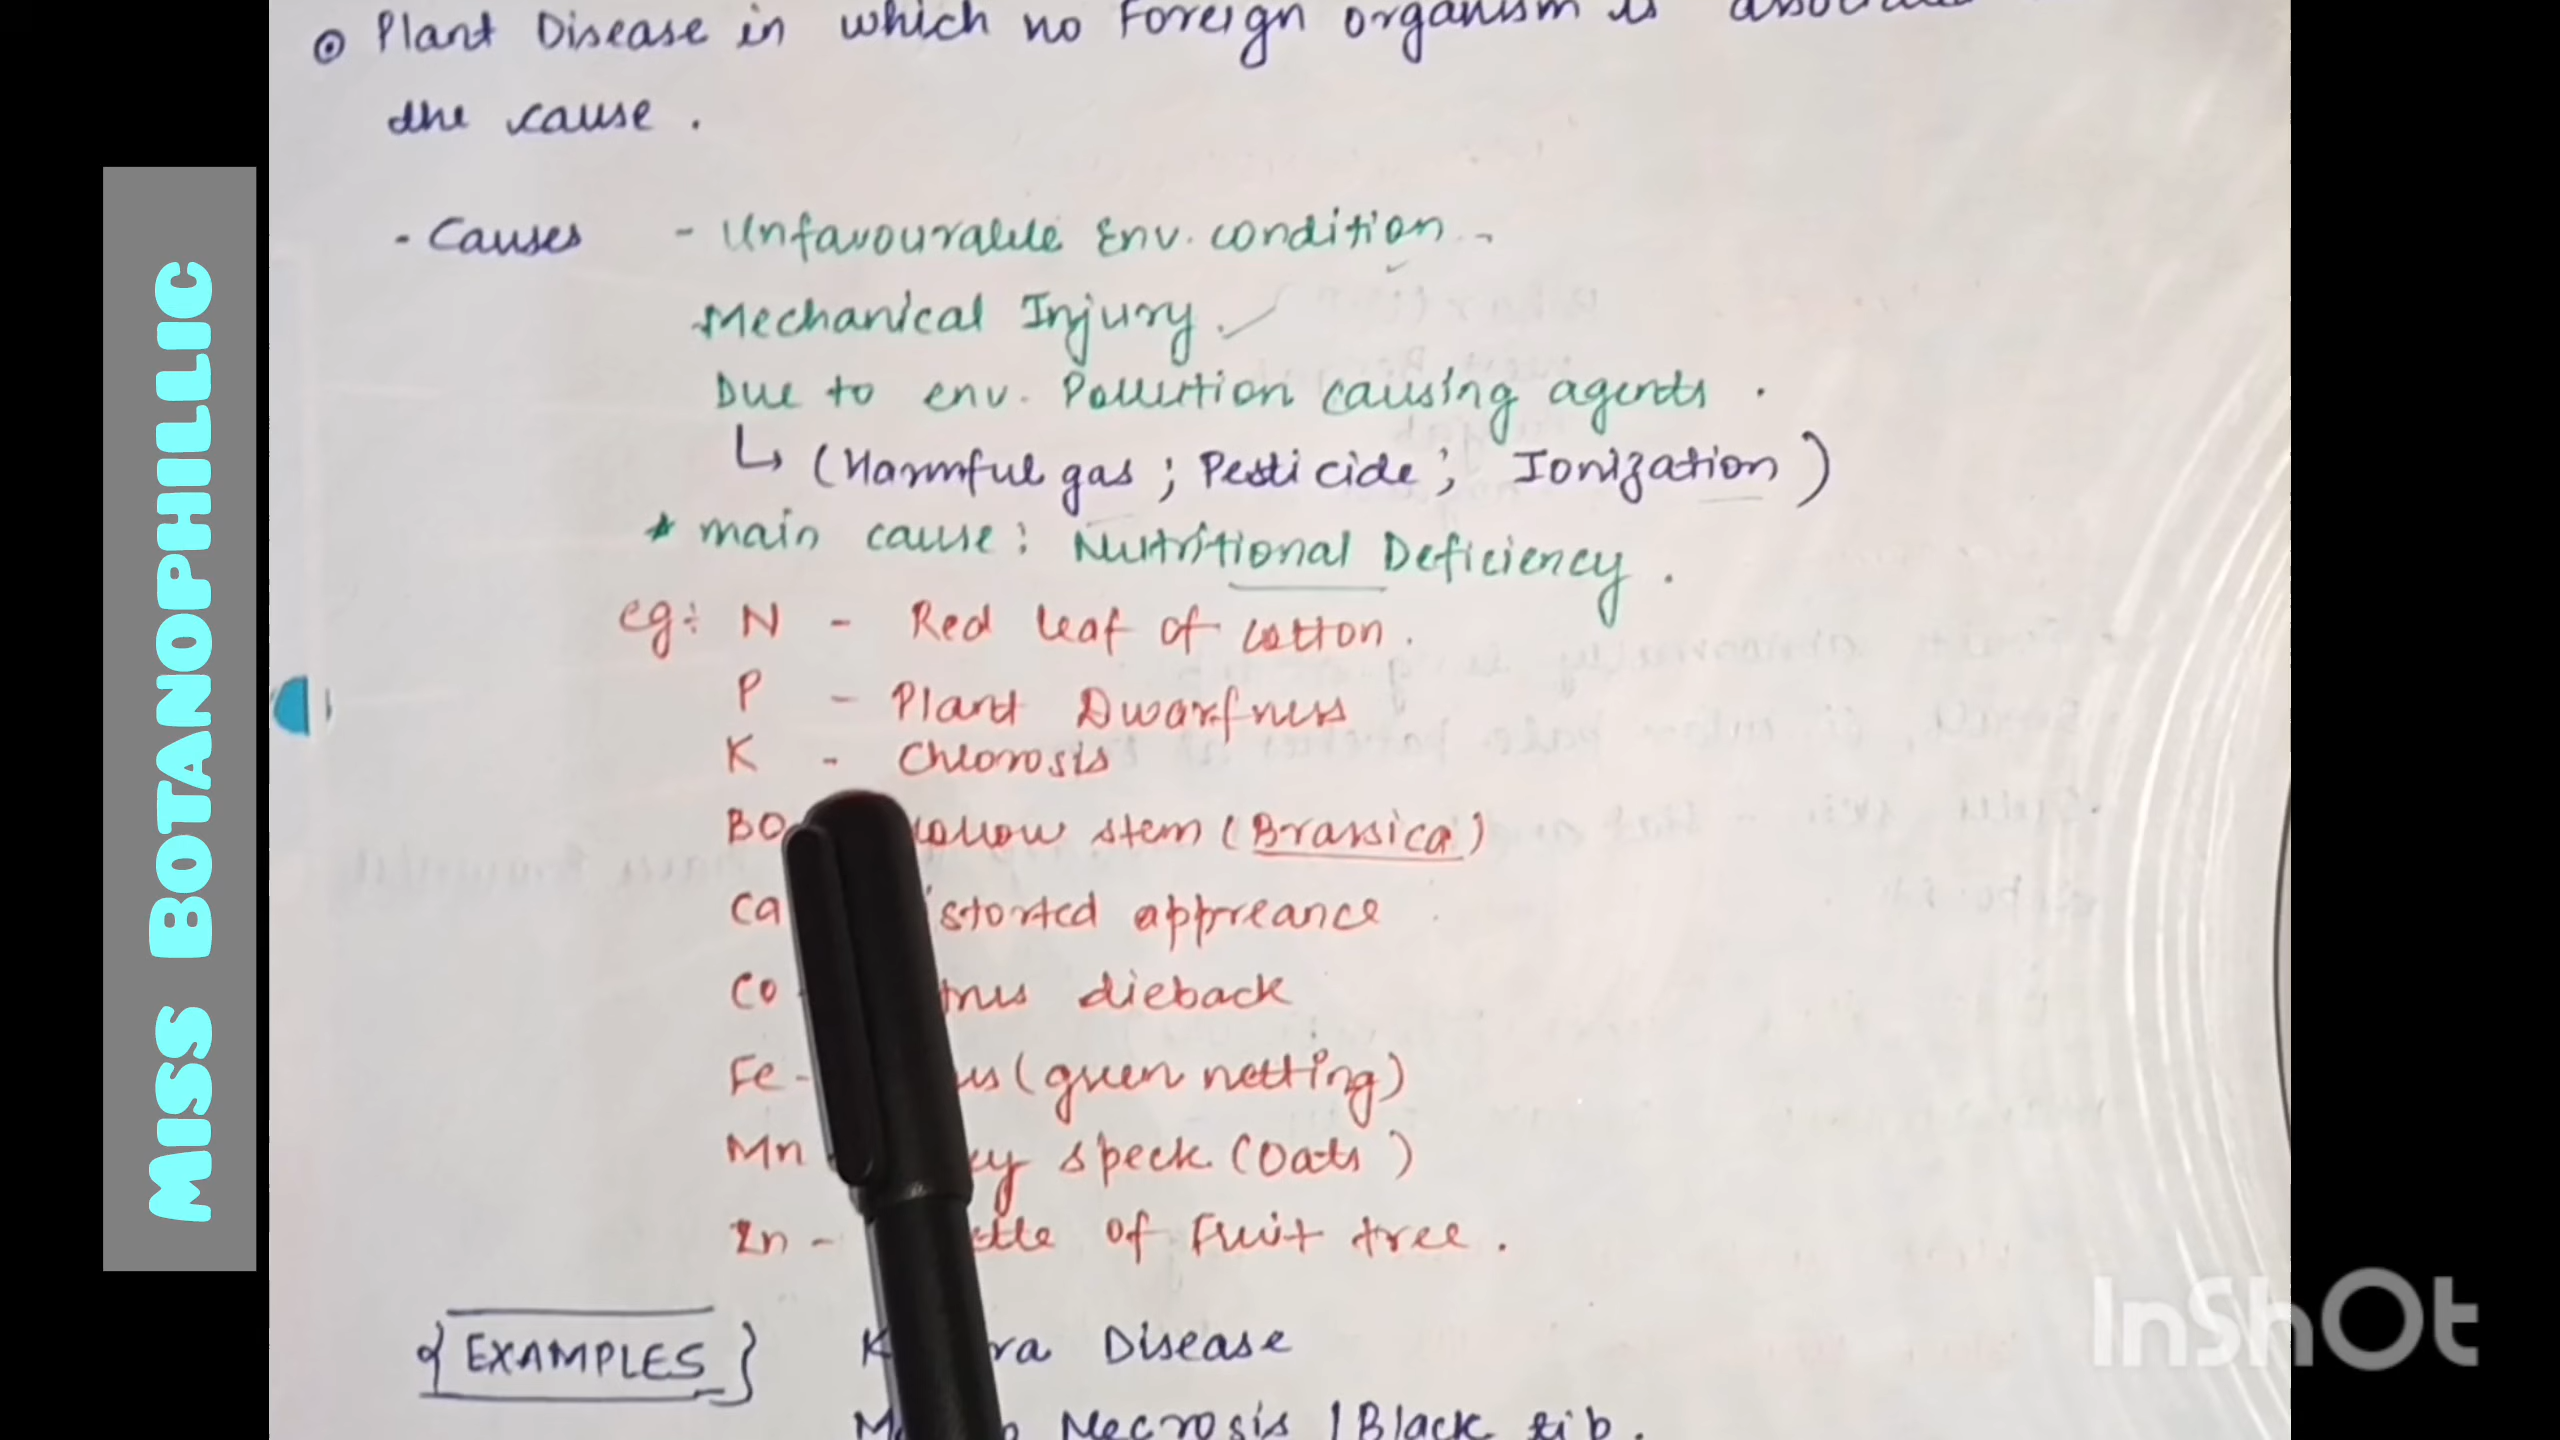 MISS BOTANOPHILLIC
⊙ Plant Disease in which no Foreign organism is
the cause .
- Causes - Unfavourable Env. condition -
Mechanical Injury .
Due to env. Pollution causing agents .
↳ (Harmful gas ; Pesticide ; Ionization)
* main cause : Nutritional Deficiency .
eg: N - Red leaf of cotton .
P - Plant Dwarfness
K - Chlorosis
BO stem (Brassica)
Ca appreance
Co dieback
Fe - (green netting)
Mn speck (Oats)
Zn - of Fruit tree .
{EXAMPLES} Disease
Necrosis / Black tib .
InShOt